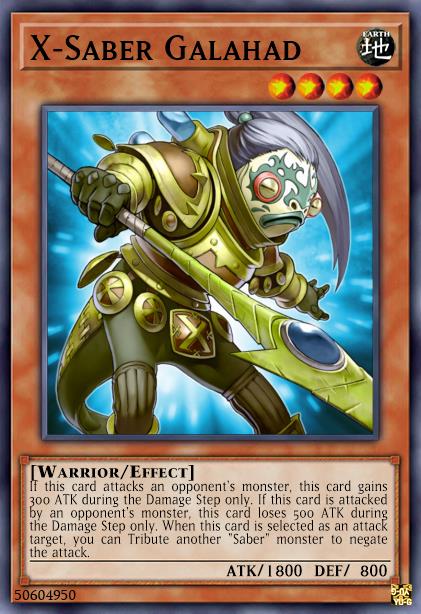 X-Saber Galahad
EARTH
地
[Warrior/Effect]
If this card attacks an opponent's monster, this card gains
300 ATK during the Damage Step only. If this card is attacked
by an opponent's monster, this card loses 500 ATK during
the Damage Step only. When this card is selected as an attack
target, you can Tribute another "Saber" monster to negate
the attack.
ATK/1800 DEF/ 800
50604950